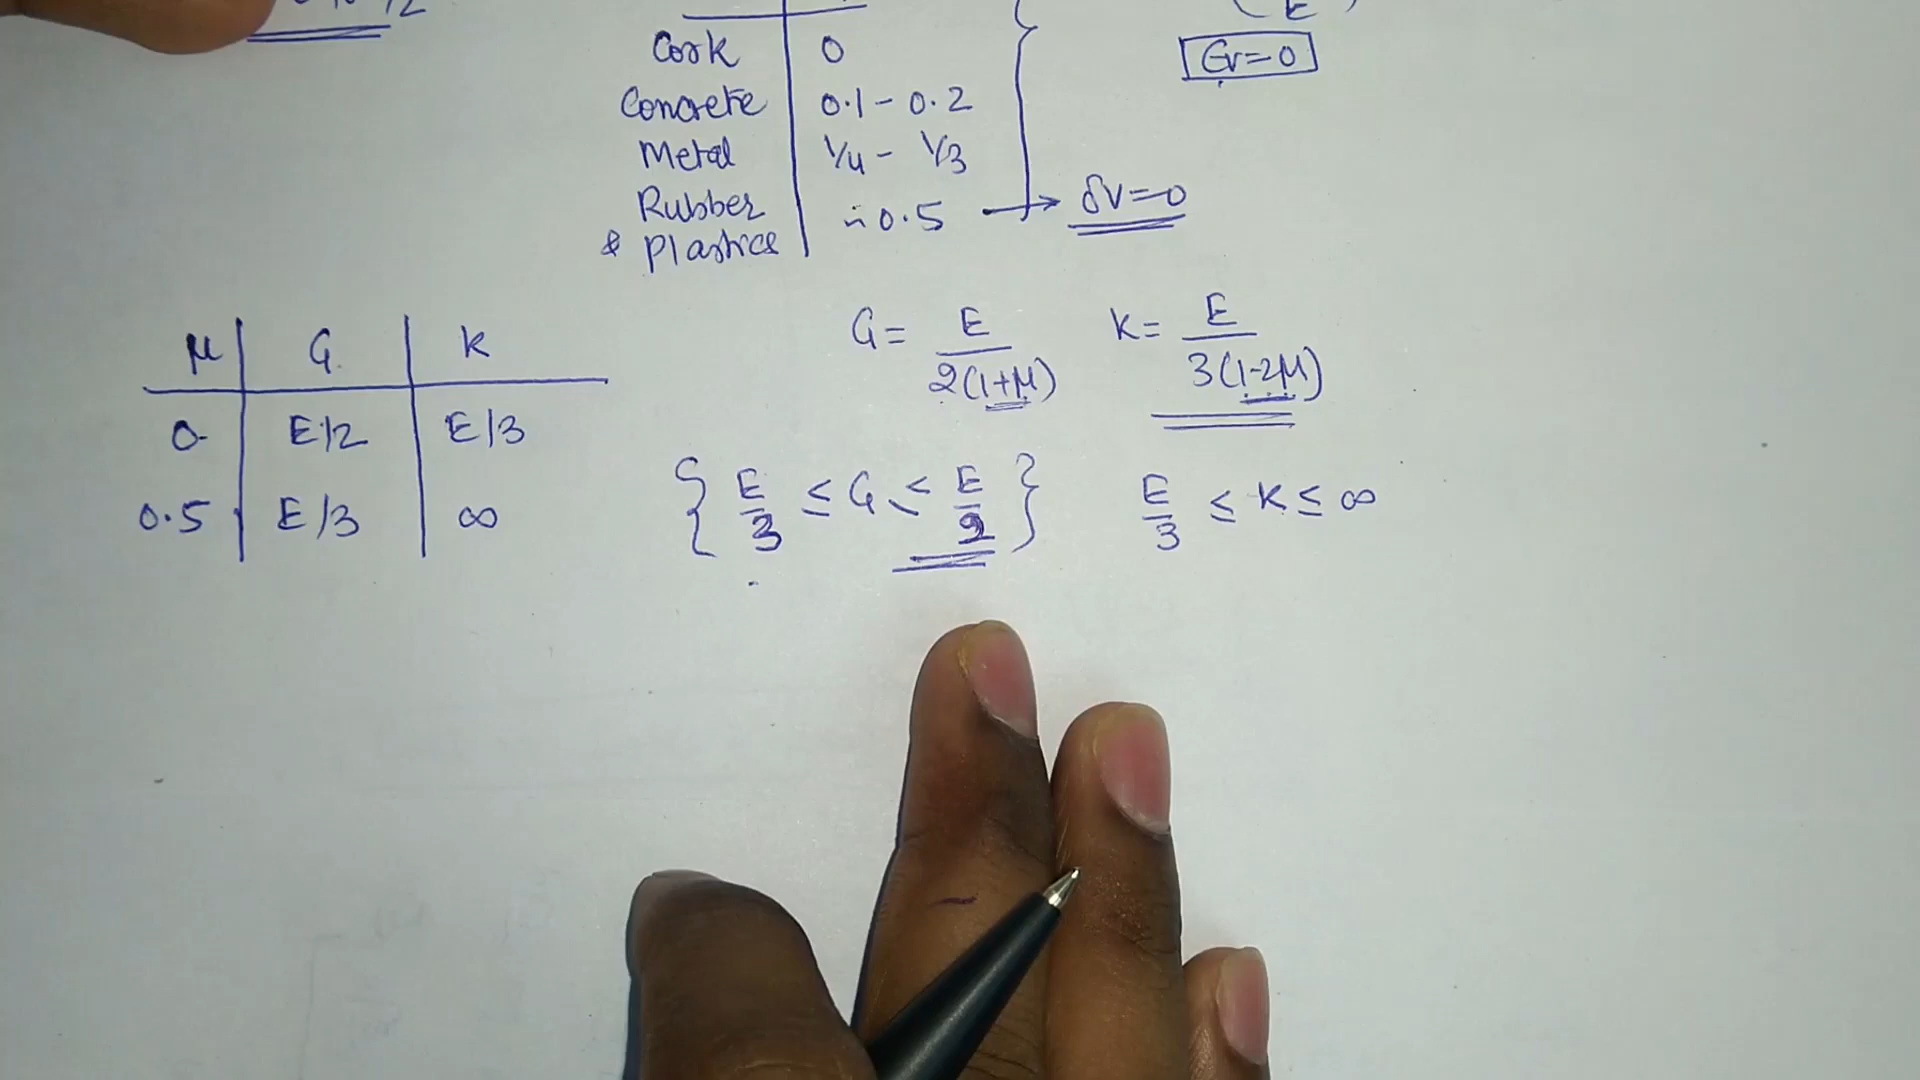 Cork 0
Concrete 0.1 - 0.2
Metal 1/4 - 1/3
Rubber & Plastics ≈ 0.5 → δV=0
Ev=0
G = E/2(1+μ)
K = E/3(1-2μ)
μ G K
0 E/2 E/3
0.5 E/3 ∞
{ E/3 ≤ G ≤ E/2 }
E/3 ≤ K ≤ ∞